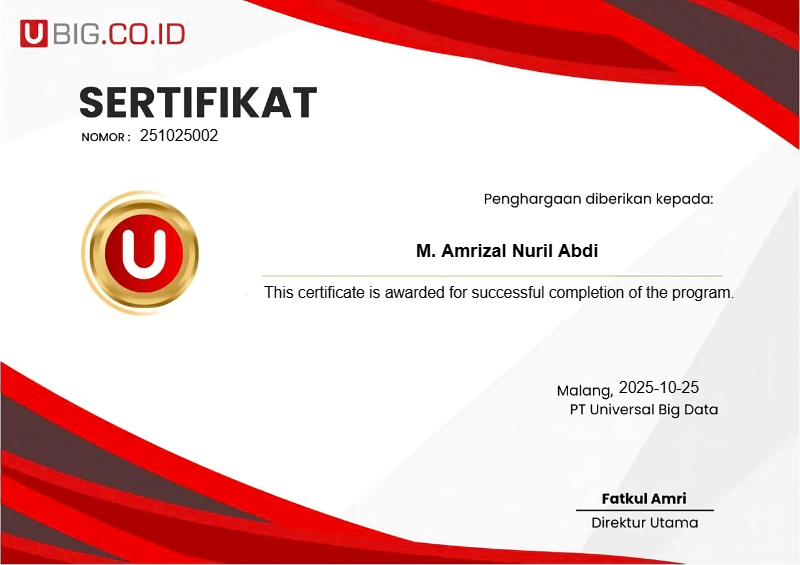 UBIG.CO.ID
SERTIFIKAT
NOMOR : 251025002
Penghargaan diberikan kepada:
U
M. Amrizal Nuril Abdi
This certificate is awarded for successful completion of the program.
Malang, 2025-10-25
PT Universal Big Data
Fatkul Amri
Direktur Utama